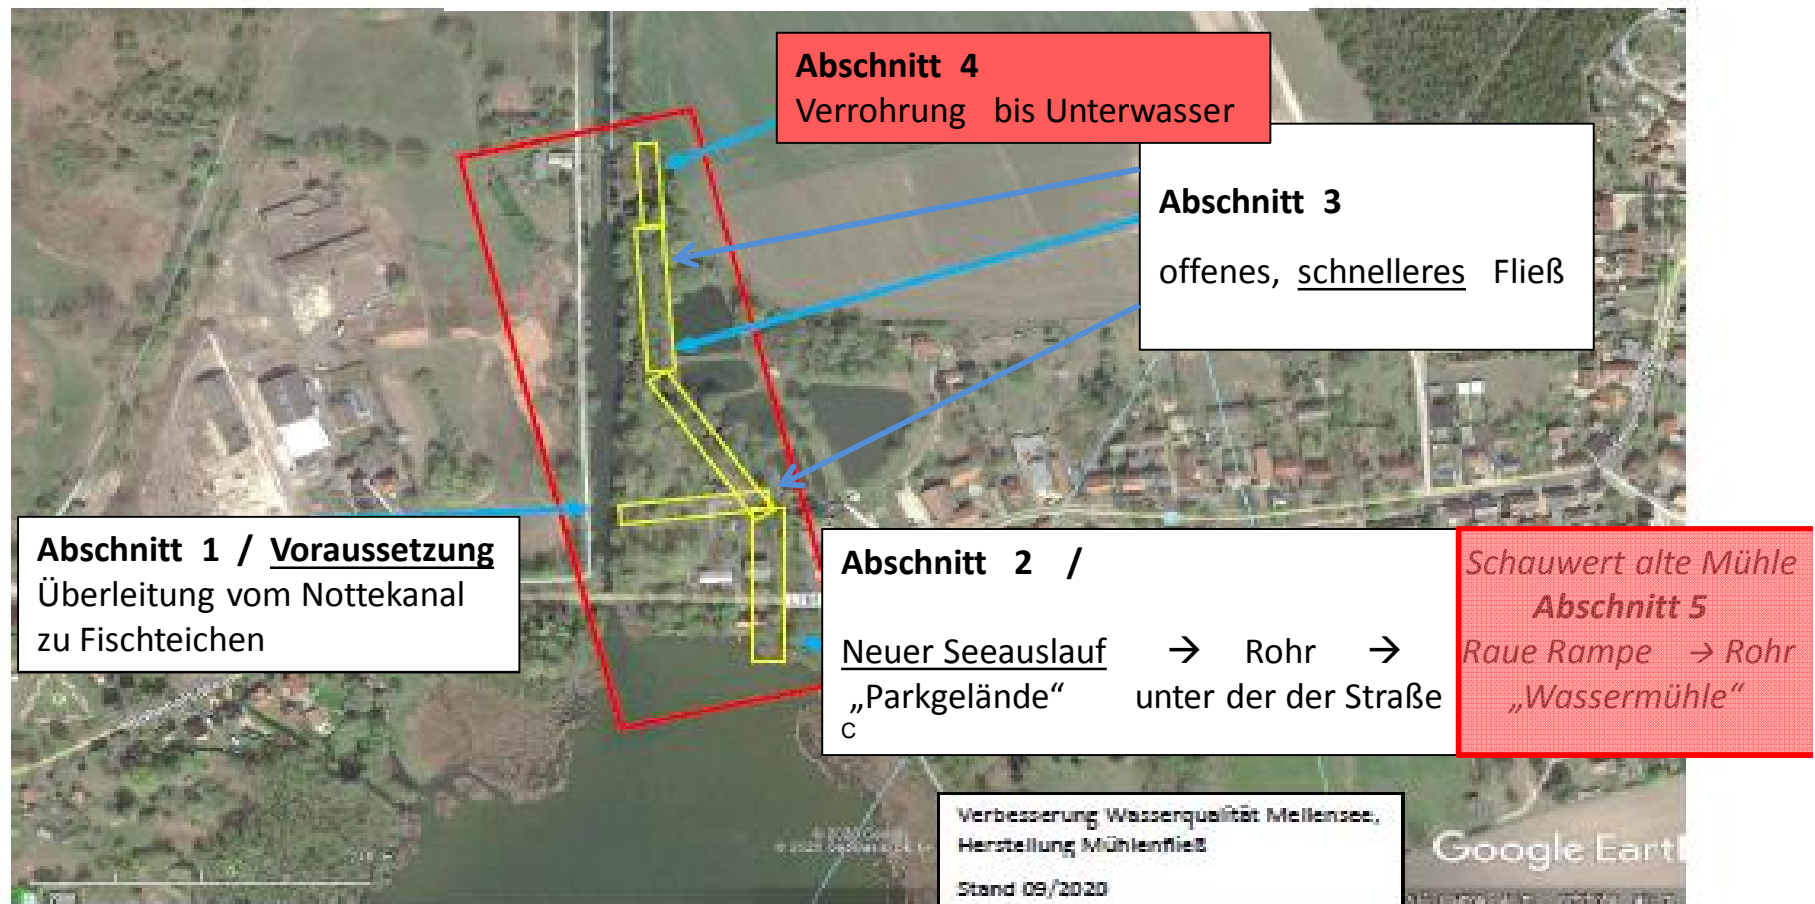 Abschnitt 4
Verrohrung bis Unterwasser
Abschnitt 3
offenes, schnelleres Fließ
Abschnitt 1 / Voraussetzung
Überleitung vom Nottekanal
zu Fischteichen
Abschnitt 2 /
Neuer Seeauslauf → Rohr →
„Parkgelände“ unter der der Straße
C
Schauwert alte Mühle
Abschnitt 5
Raue Rampe → Rohr
„Wassermühle“
Verbesserung Wasserqualität Mellensee,
Herstellung Mühlenfließ
Stand 09/2020
Google Eart